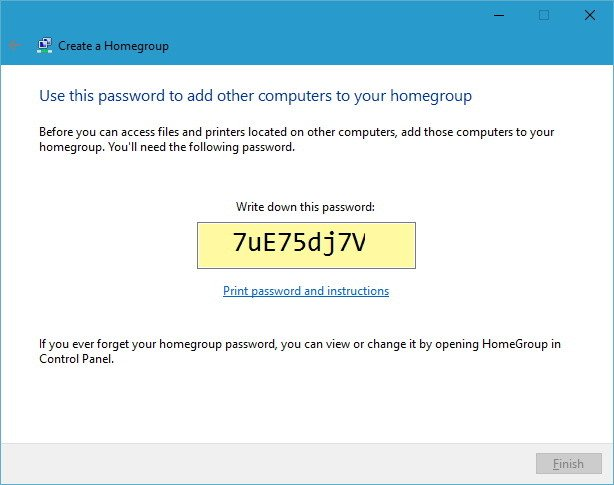 Create a Homegroup
Use this password to add other computers to your homegroup
Before you can access files and printers located on other computers, add those computers to your
homegroup. You'll need the following password.
Write down this password:
7uE75dj7V
Print password and instructions
If you ever forget your homegroup password, you can view or change it by opening HomeGroup in
Control Panel.
Finish